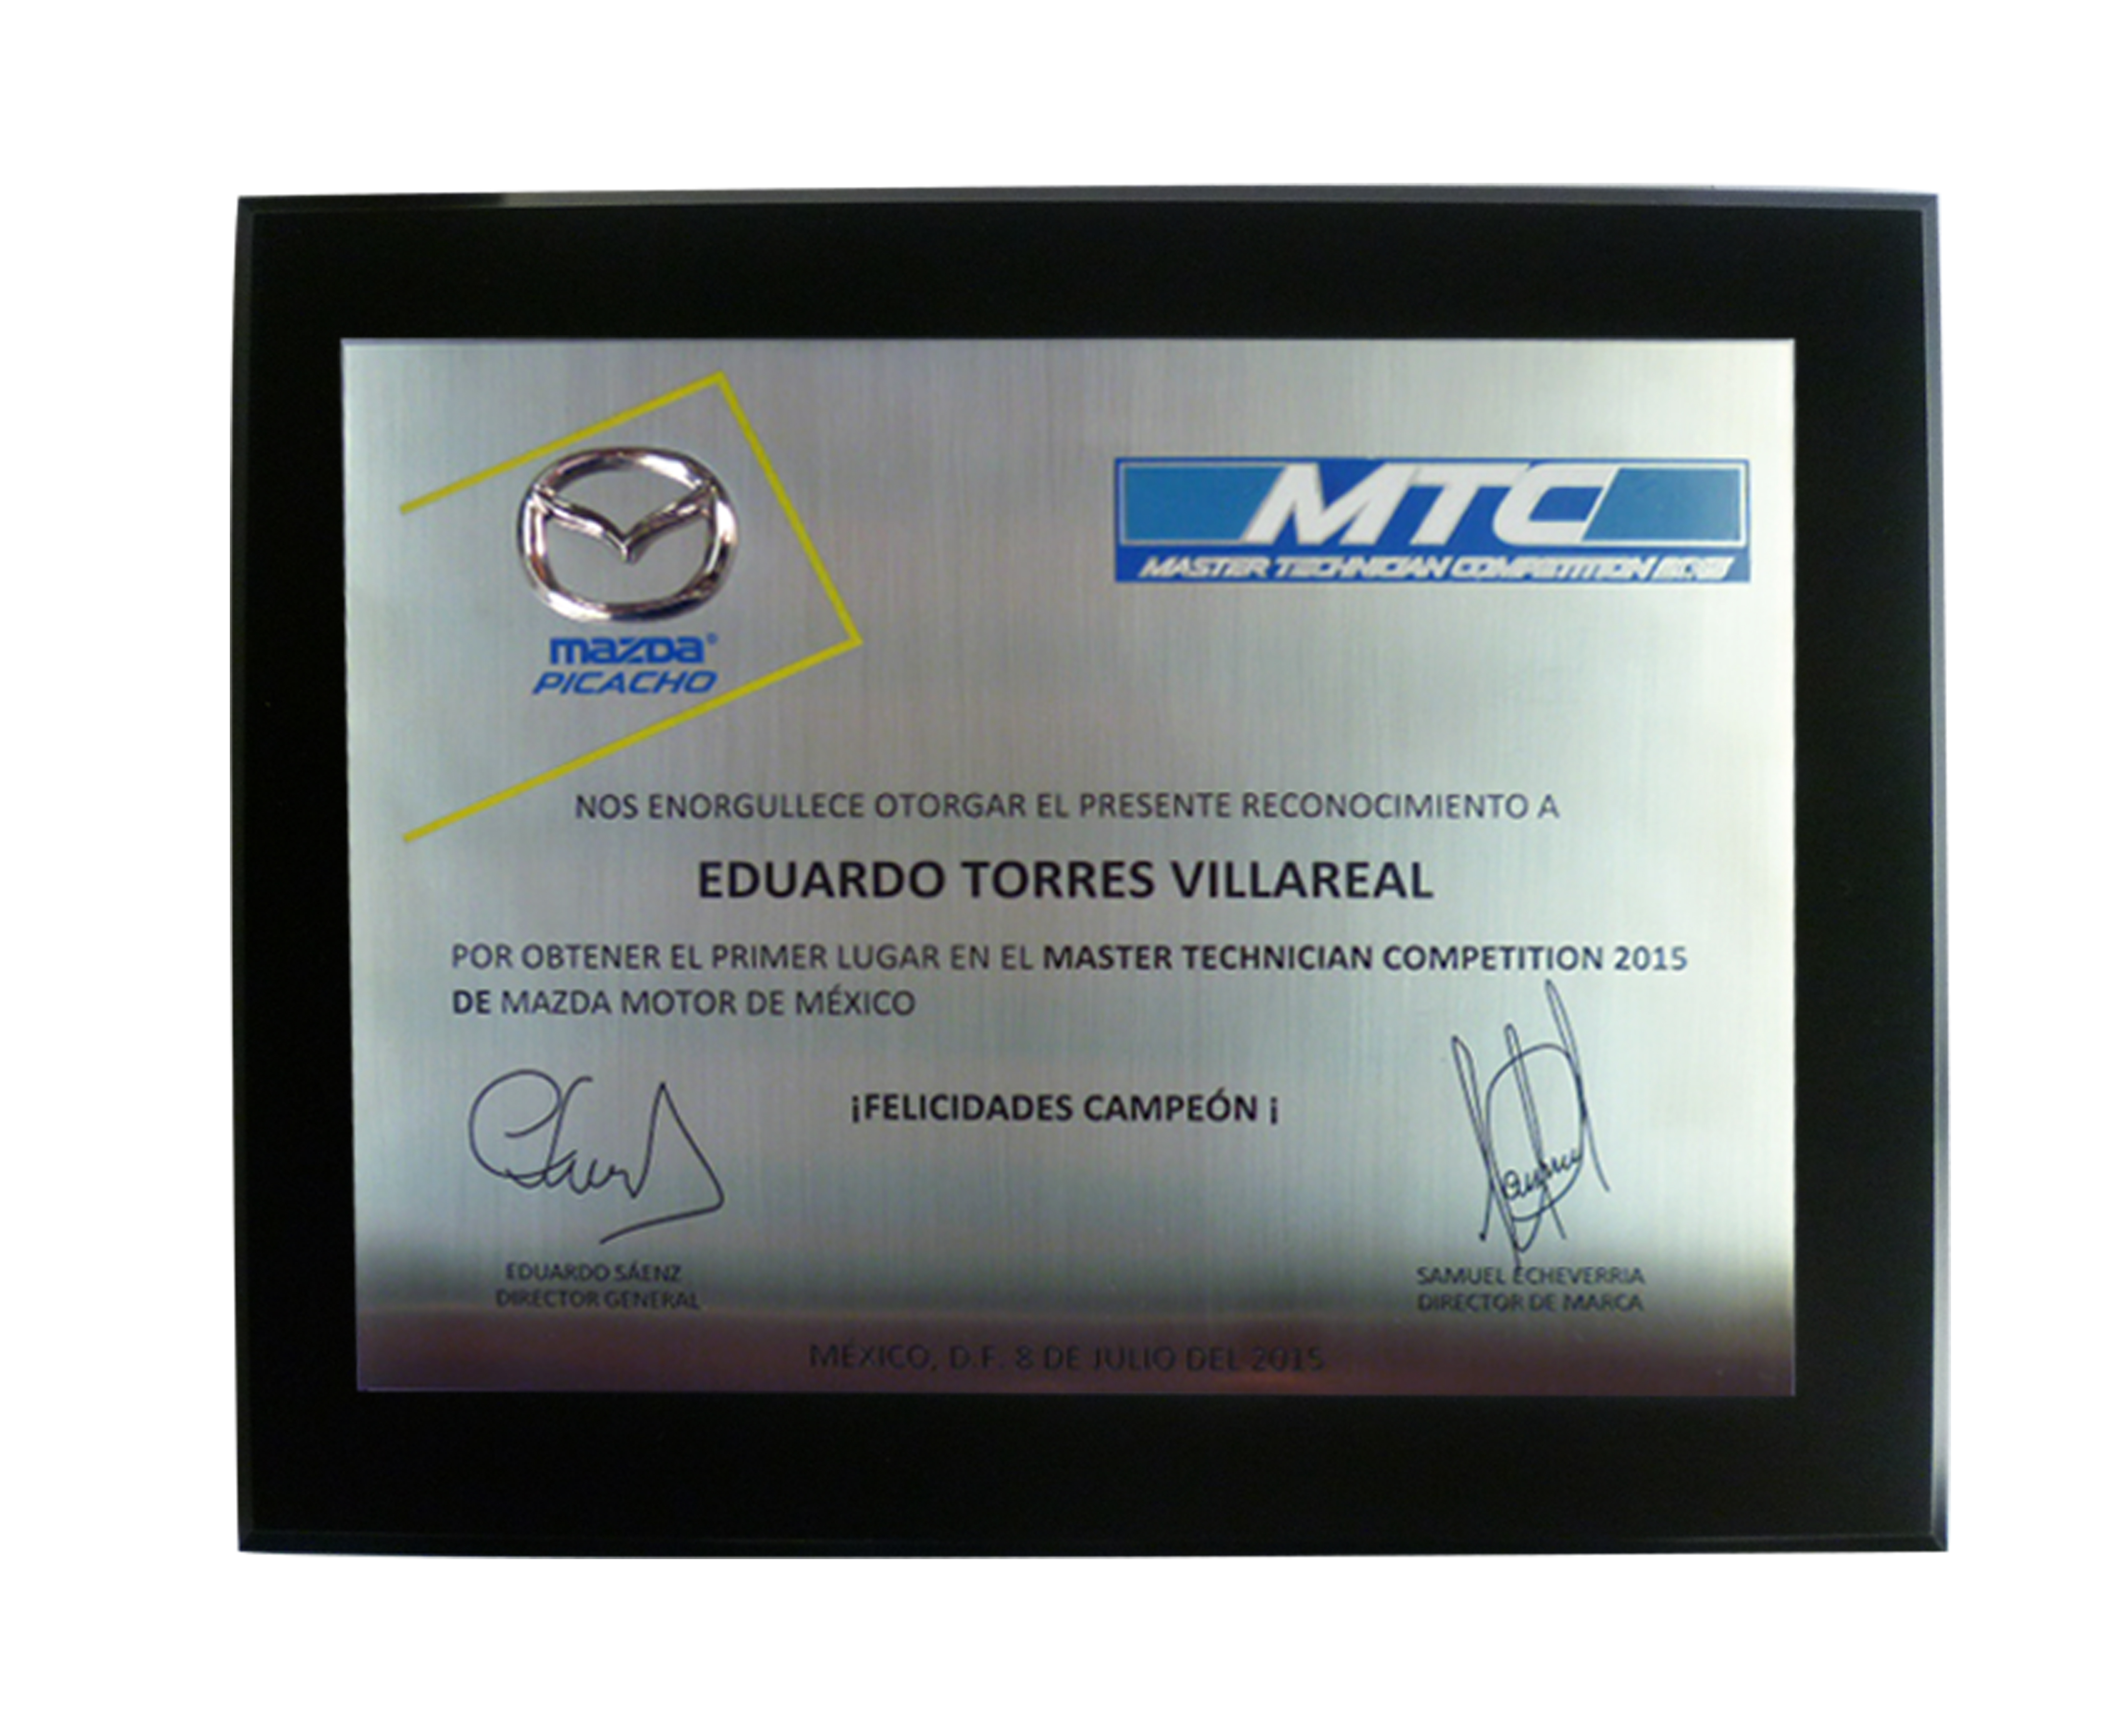 mazda®
PICACHO
MTC
MASTER TECHNICIAN COMPETITION 2015
NOS ENORGULLECE OTORGAR EL PRESENTE RECONOCIMIENTO A
EDUARDO TORRES VILLAREAL
POR OBTENER EL PRIMER LUGAR EN EL MASTER TECHNICIAN COMPETITION 2015
DE MAZDA MOTOR DE MÉXICO
¡FELICIDADES CAMPEÓN ¡
EDUARDO SÁENZ
DIRECTOR GENERAL
SAMUEL ECHEVERRIA
DIRECTOR DE MARCA
MÉXICO, D.F. 8 DE JULIO DEL 2015